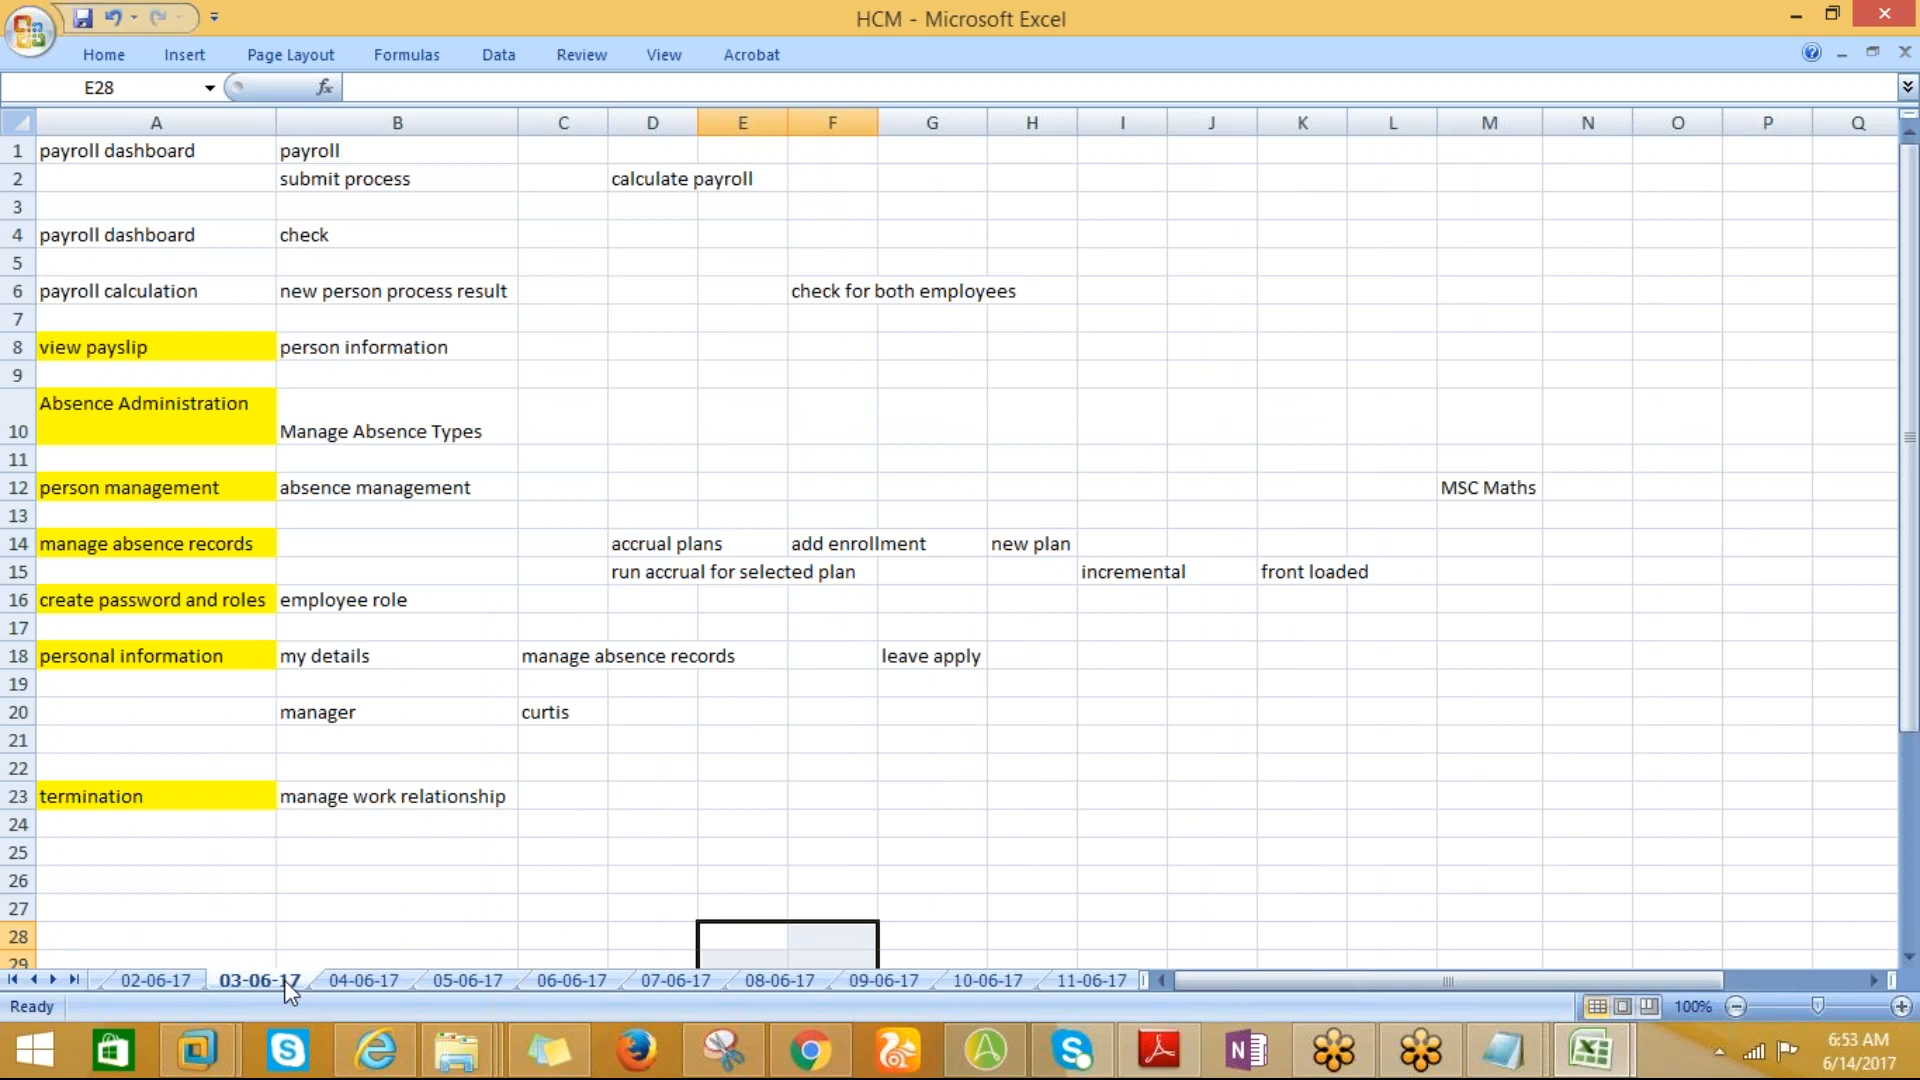 HCM - Microsoft Excel
Home Insert Page Layout Formulas Data Review View Acrobat
E28 fx
A B C D E F G H I J K L M N O P Q
1 payroll dashboard payroll
2 submit process calculate payroll
3
4 payroll dashboard check
5
6 payroll calculation new person process result check for both employees
7
8 view payslip person information
9
Absence Administration
10 Manage Absence Types
11
12 person management absence management MSC Maths
13
14 manage absence records accrual plans add enrollment new plan
15 run accrual for selected plan incremental front loaded
16 create password and roles employee role
17
18 personal information my details manage absence records leave apply
19
20 manager curtis
21
22
23 termination manage work relationship
24
25
26
27
28
29
02-06-17 03-06-17 04-06-17 05-06-17 06-06-17 07-06-17 08-06-17 09-06-17 10-06-17 11-06-17
Ready 100%
6:53 AM
6/14/2017